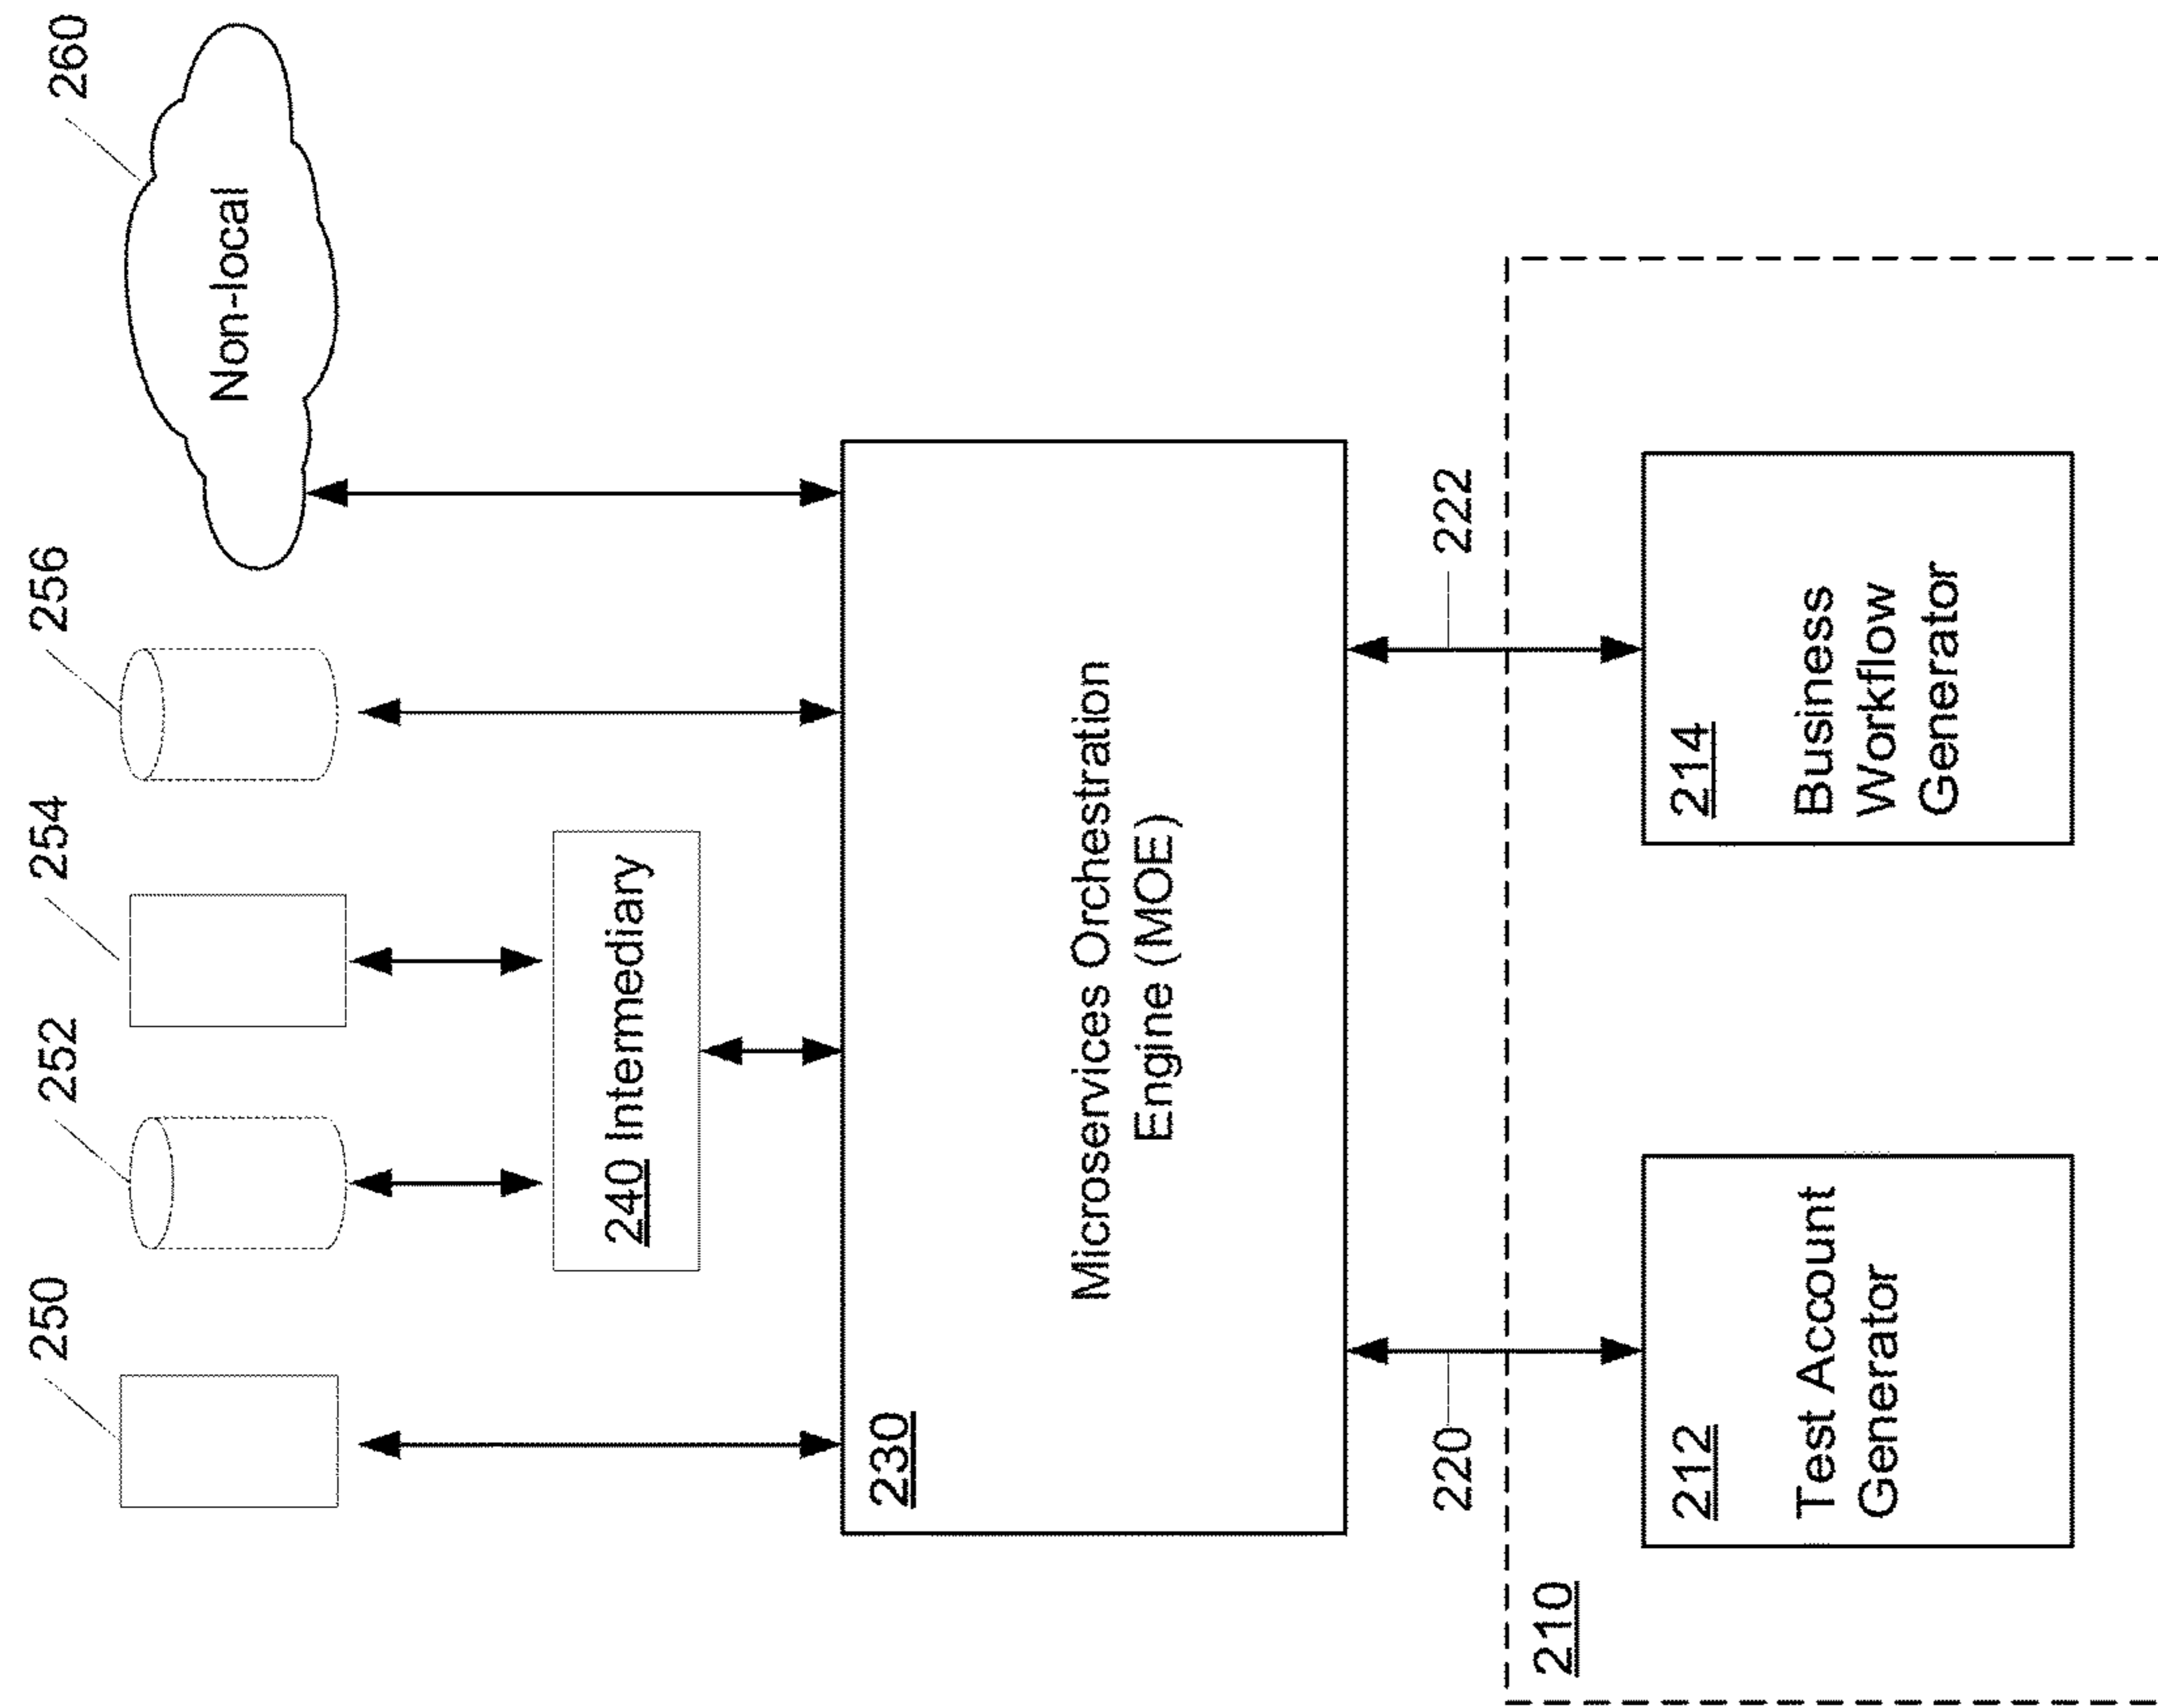 250
252
254
256
260
Non-local
240 Intermediary
230
Microservices Orchestration
Engine (MOE)
220
222
210
212
Test Account
Generator
214
Business
Workflow
Generator